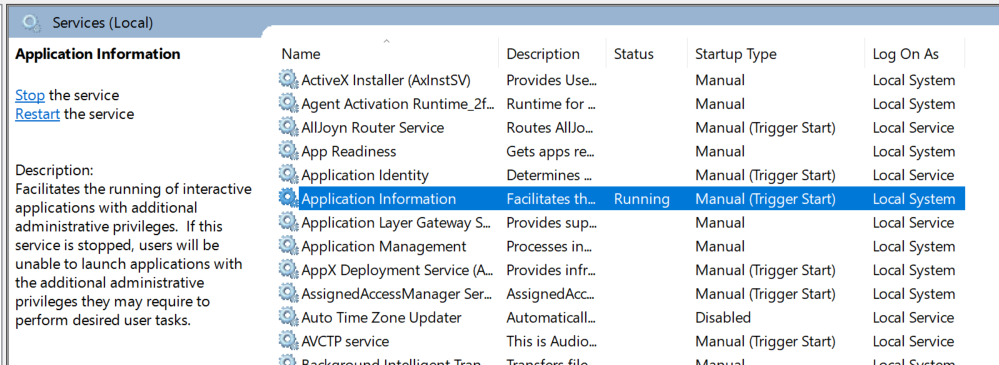 Services (Local)
Application Information
Stop the service
Restart the service
Description:
Facilitates the running of interactive
applications with additional
administrative privileges.  If this
service is stopped, users will be
unable to launch applications with
the additional administrative
privileges they may require to
perform desired user tasks.
Name Description Status Startup Type Log On As
ActiveX Installer (AxInstSV) Provides Use... Manual Local System
Agent Activation Runtime_2f... Runtime for ... Manual Local System
AllJoyn Router Service Routes AllJo... Manual (Trigger Start) Local Service
App Readiness Gets apps re... Manual Local System
Application Identity Determines ... Manual (Trigger Start) Local Service
Application Information Facilitates th... Running Manual (Trigger Start) Local System
Application Layer Gateway S... Provides sup... Manual Local Service
Application Management Processes in... Manual Local System
AppX Deployment Service (A... Provides infr... Manual (Trigger Start) Local System
AssignedAccessManager Ser... AssignedAcc... Manual (Trigger Start) Local System
Auto Time Zone Updater Automaticall... Disabled Local Service
AVCTP service This is Audio... Manual (Trigger Start) Local Service
Background Intelligent Tran... Transfers file... Manual Local System